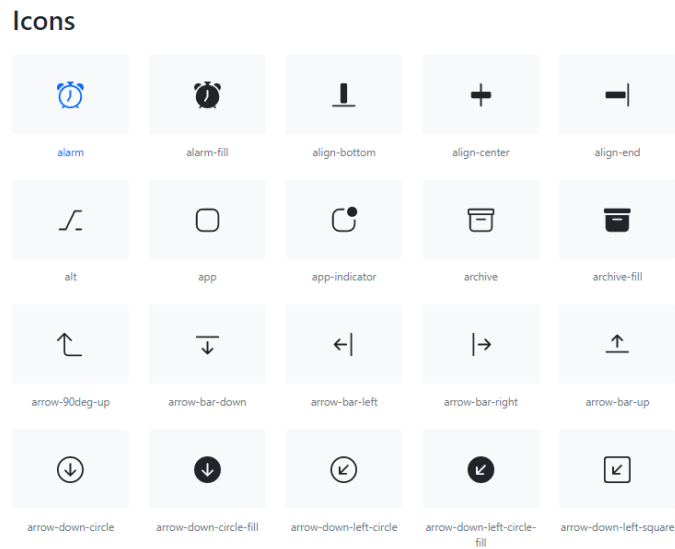 Icons
alarm
alarm-fill
align-bottom
align-center
align-end
alt
app
app-indicator
archive
archive-fill
arrow-90deg-up
arrow-bar-down
arrow-bar-left
arrow-bar-right
arrow-bar-up
arrow-down-circle
arrow-down-circle-fill
arrow-down-left-circle
arrow-down-left-circle-
fill
arrow-down-left-square